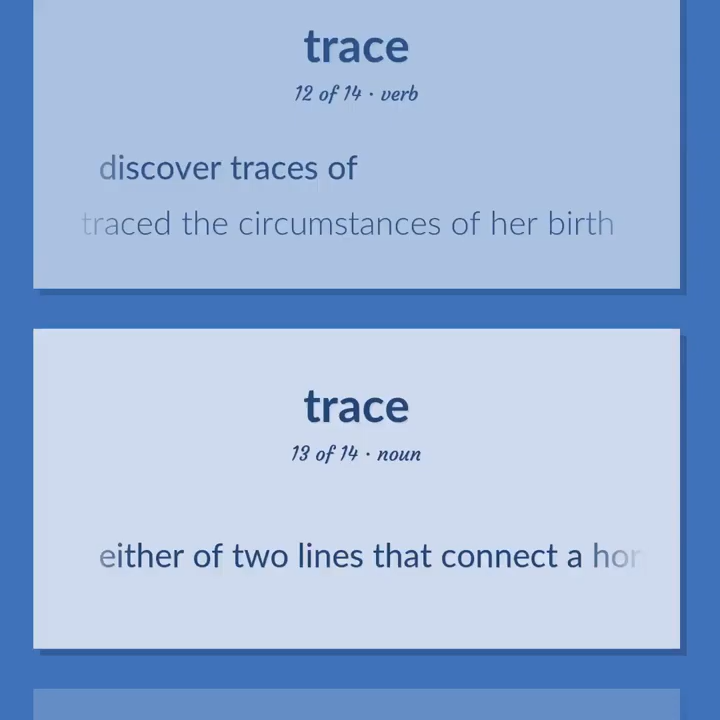 trace
12 of 14 · verb
discover traces of
traced the circumstances of her birth
trace
13 of 14 · noun
either of two lines that connect a hor